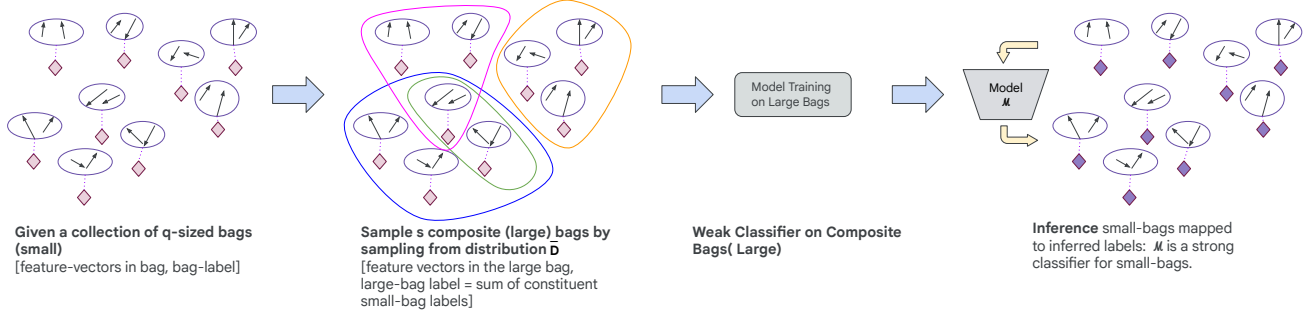 Given a collection of q-sized bags
(small)
[feature-vectors in bag, bag-label]
Sample s composite (large) bags by
sampling from distribution D̅
[feature vectors in the large bag,
large-bag label = sum of constituent
small-bag labels]
Model Training
on Large Bags
Weak Classifier on Composite
Bags( Large)
Model
𝓜
Inference small-bags mapped
to inferred labels: 𝓜 is a strong
classifier for small-bags.